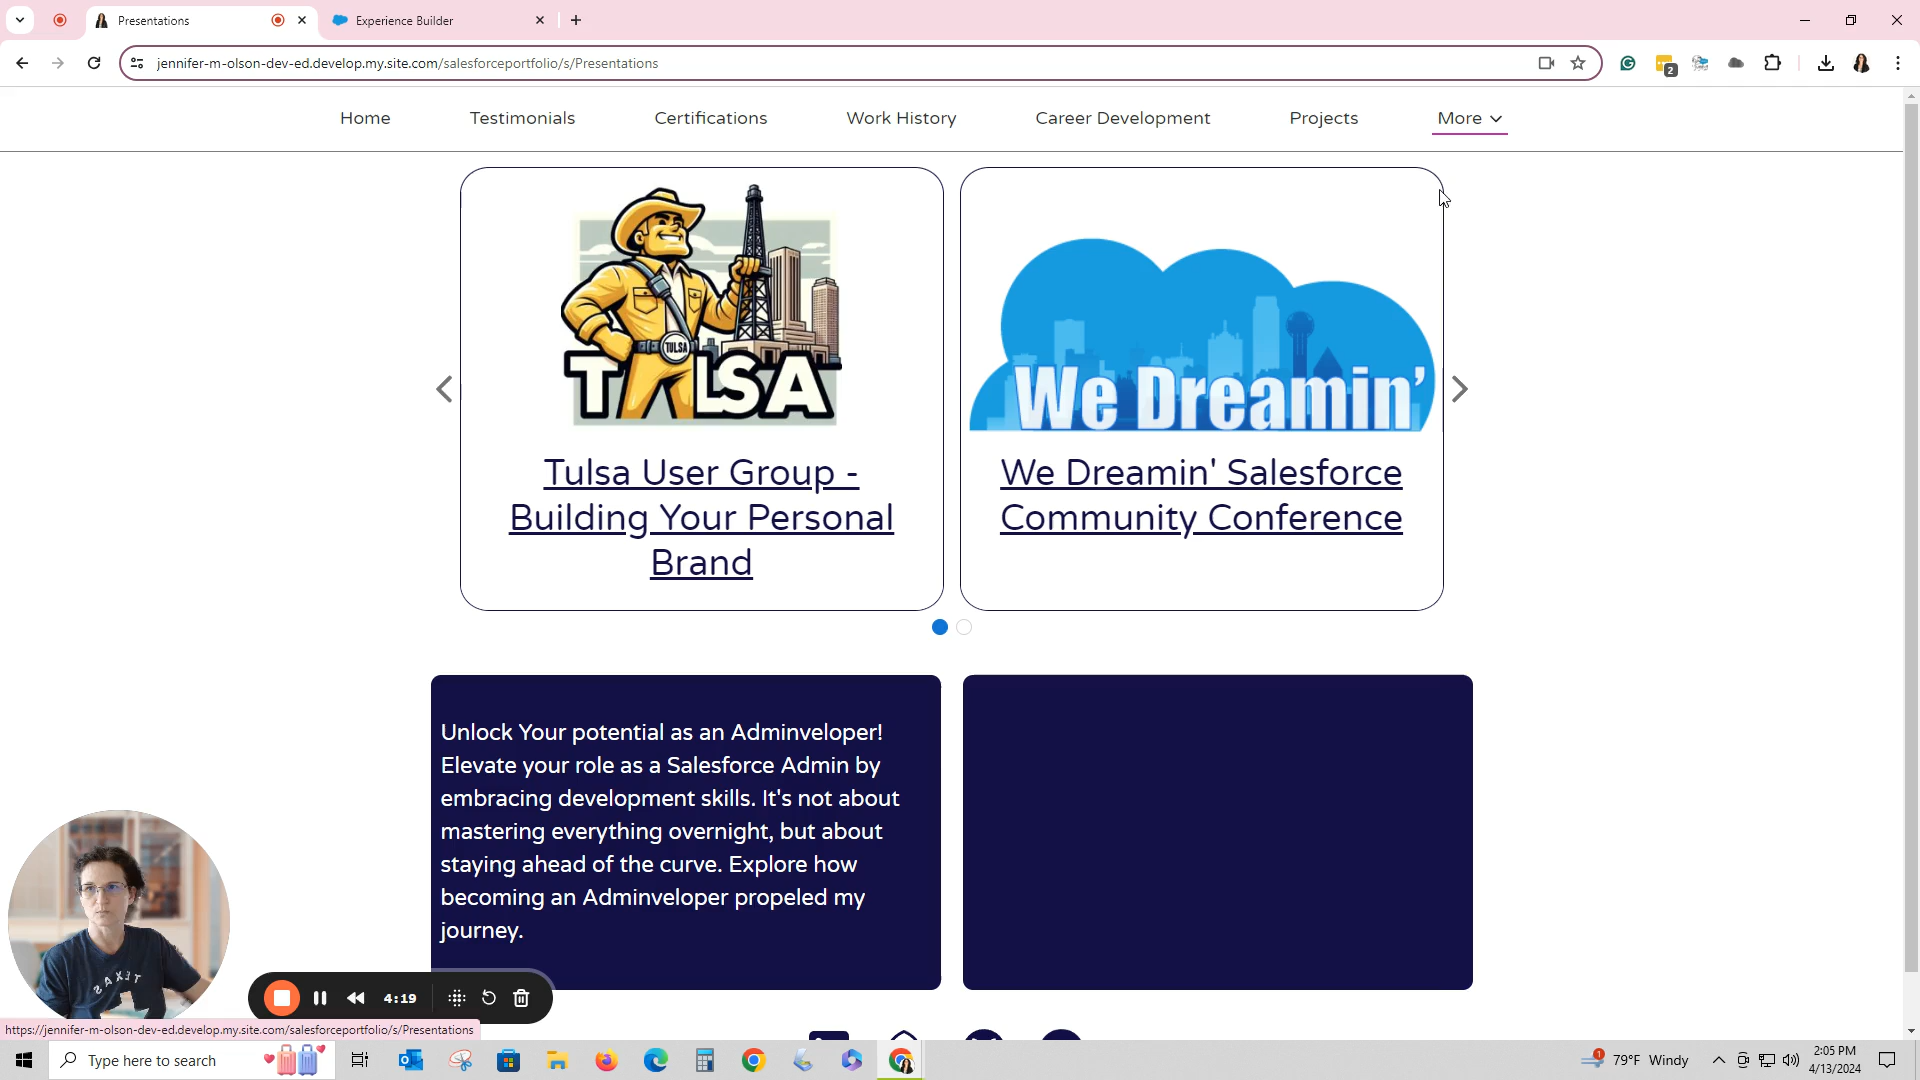 Presentations
Experience Builder
jennifer-m-olson-dev-ed.develop.my.site.com/salesforceportfolio/s/Presentations
2
Home
Testimonials
Certifications
Work History
Career Development
Projects
More
TULSA
TULSA
We Dreamin'
Tulsa User Group -
Building Your Personal
Brand
We Dreamin' Salesforce
Community Conference
Unlock Your potential as an Adminveloper!
Elevate your role as a Salesforce Admin by
embracing development skills. It's not about
mastering everything overnight, but about
staying ahead of the curve. Explore how
becoming an Adminveloper propeled my
journey.
TEXAS
4:19
https://jennifer-m-olson-dev-ed.develop.my.site.com/salesforceportfolio/s/Presentations
Type here to search
1
79°F Windy
2:05 PM
4/13/2024